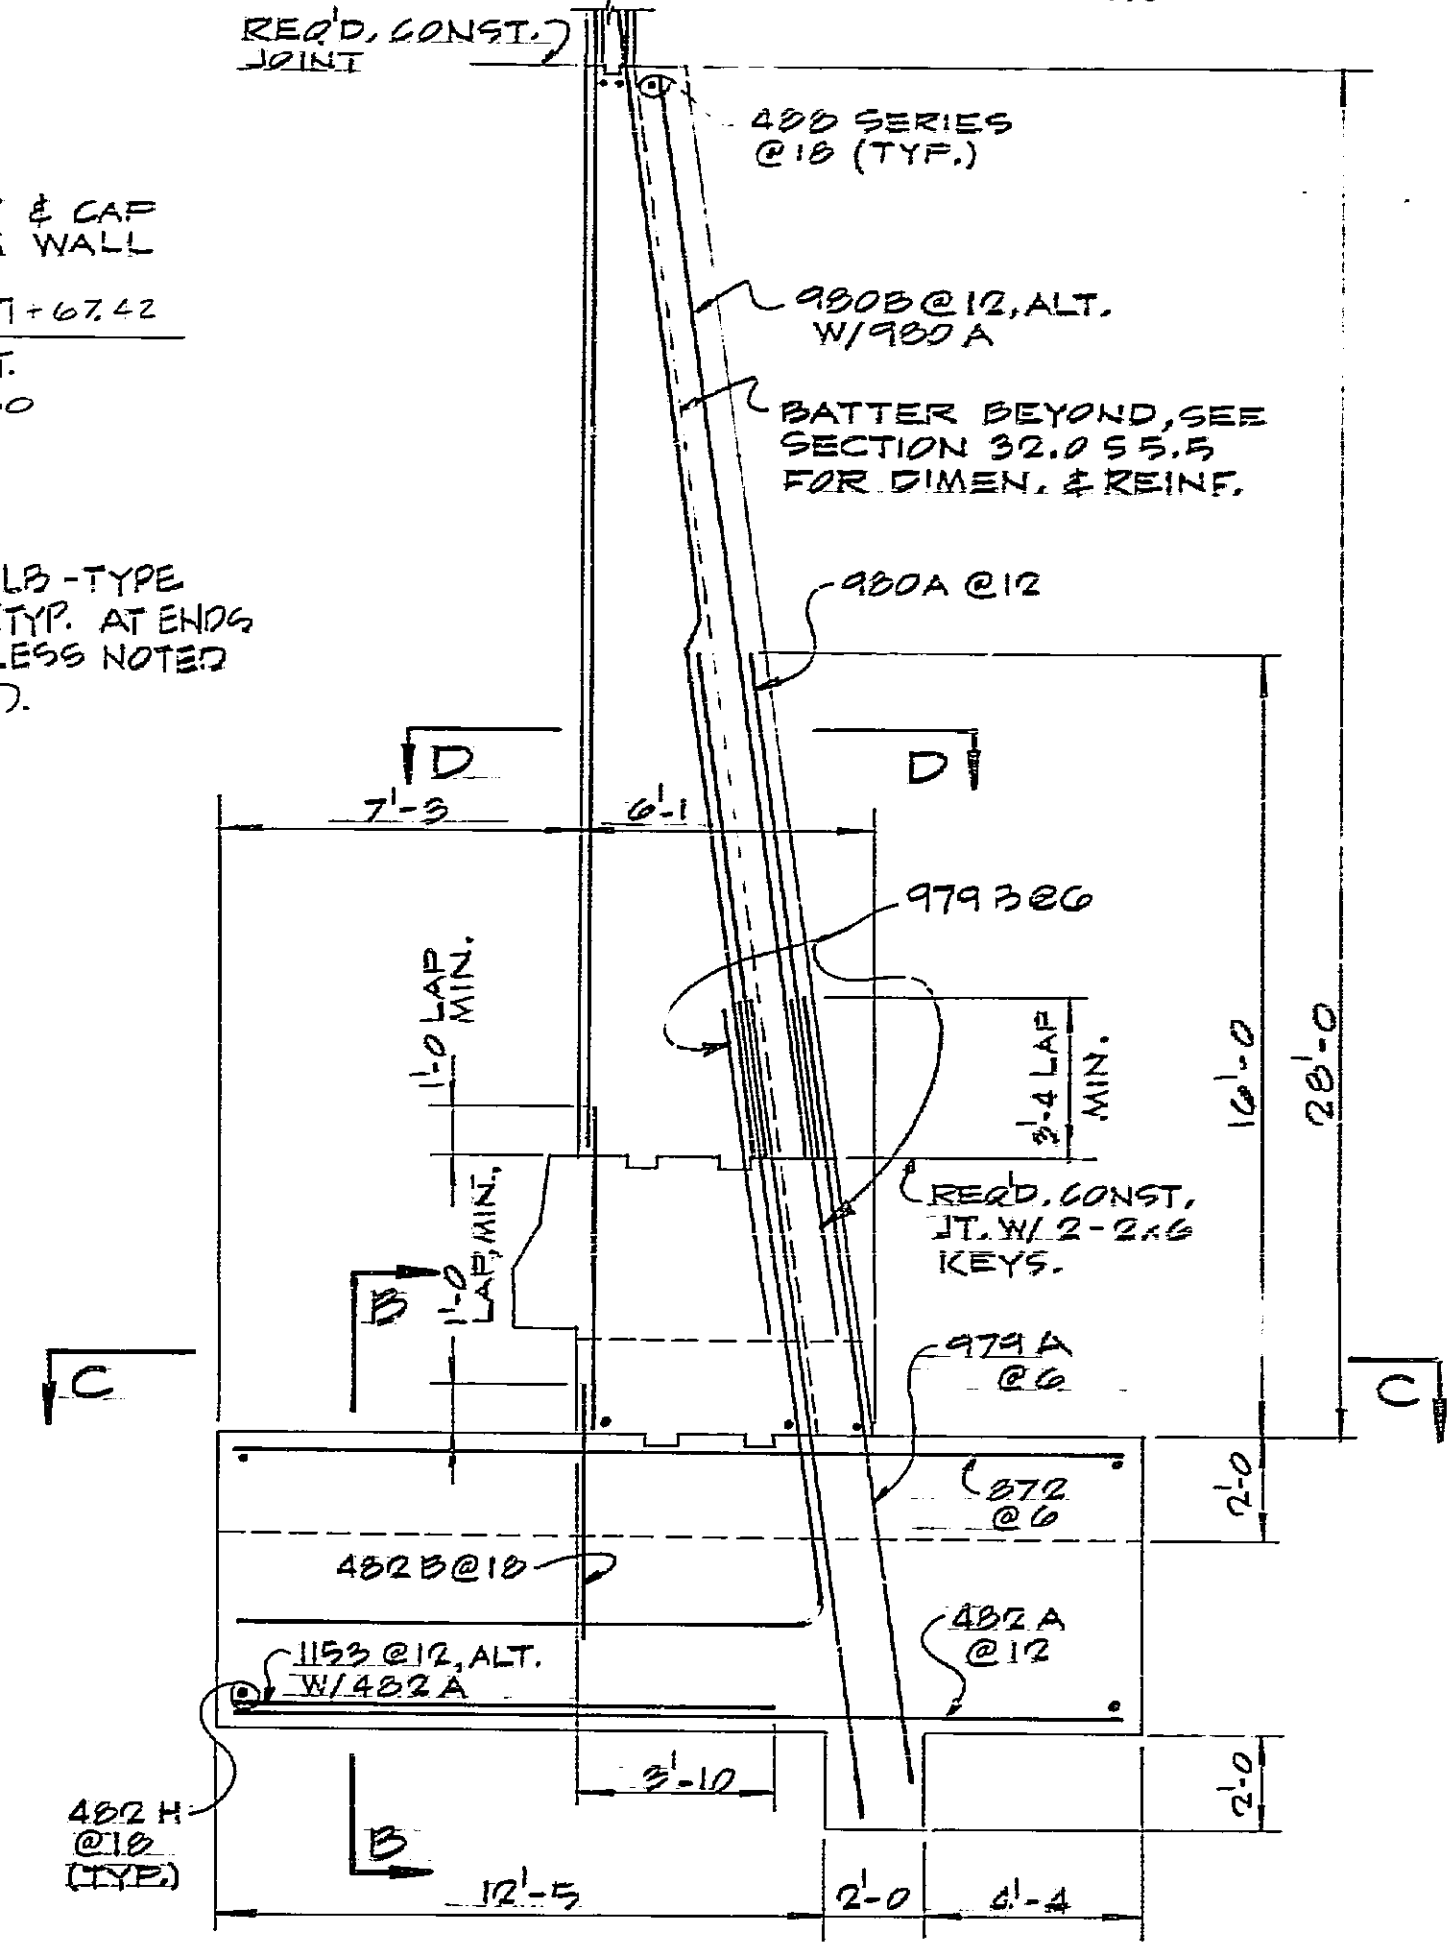 REQ'D. CONST.
JOINT
488 SERIES
@ 18 (TYP.)
& CAP
WALL
+67.42
980B @ 12, ALT.
W/980 A
BATTER BEYOND, SEE
SECTION 32.0 S 5.5
FOR DIMEN. & REINF.
LB-TYPE
TYP. AT ENDS
LESS NOTED
980A @ 12
D
D
7'-3
6'-1
979 B @ 6
1'-0 LAP
MIN.
3'-4 LAP
MIN.
16'-0
28'-0
REQ'D. CONST.
JT. W/ 2-2x6
KEYS.
1'-0
LAP, MIN.,
B
C
C
979 A
@ 6
872
@ 6
2'-0
482B @ 18
482 A
@ 12
1153 @ 12, ALT.
W/482 A
3'-10
2'-0
482 H
@ 18
(TYP.)
B
12'-5
2'-0
4'-4